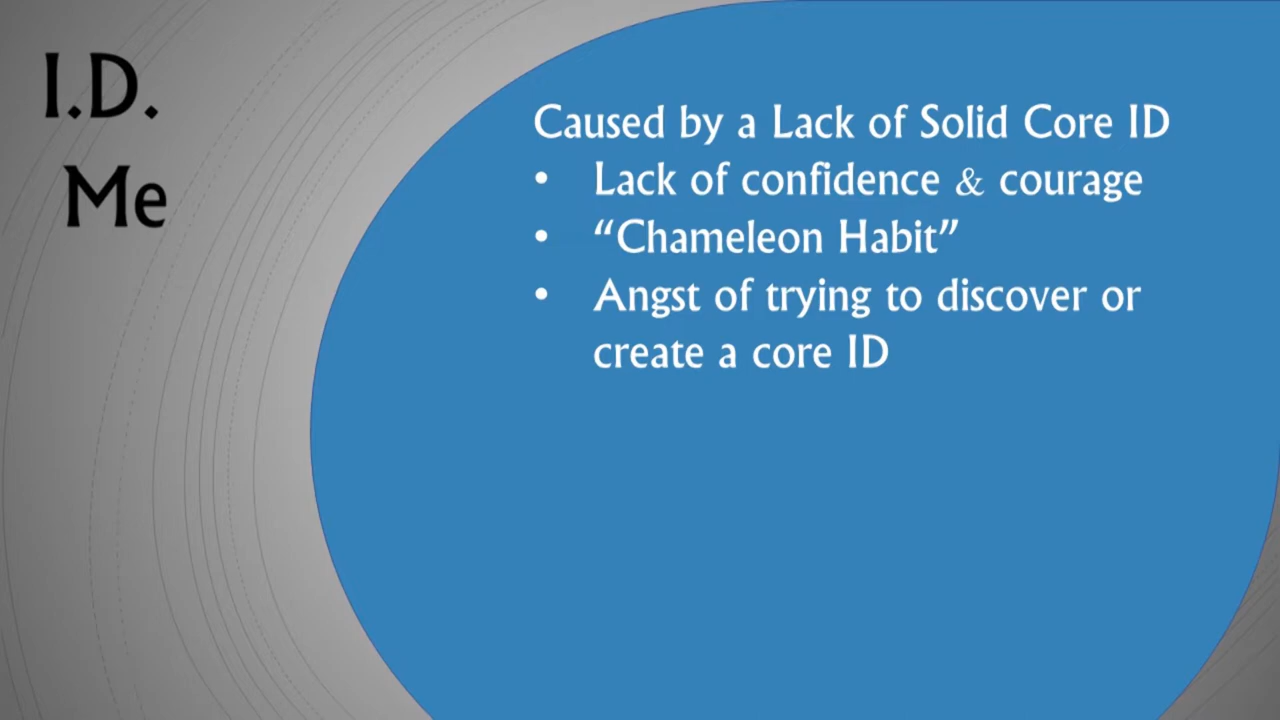 I.D.
Me
Caused by a Lack of Solid Core ID
• Lack of confidence & courage
• “Chameleon Habit”
• Angst of trying to discover or
create a core ID